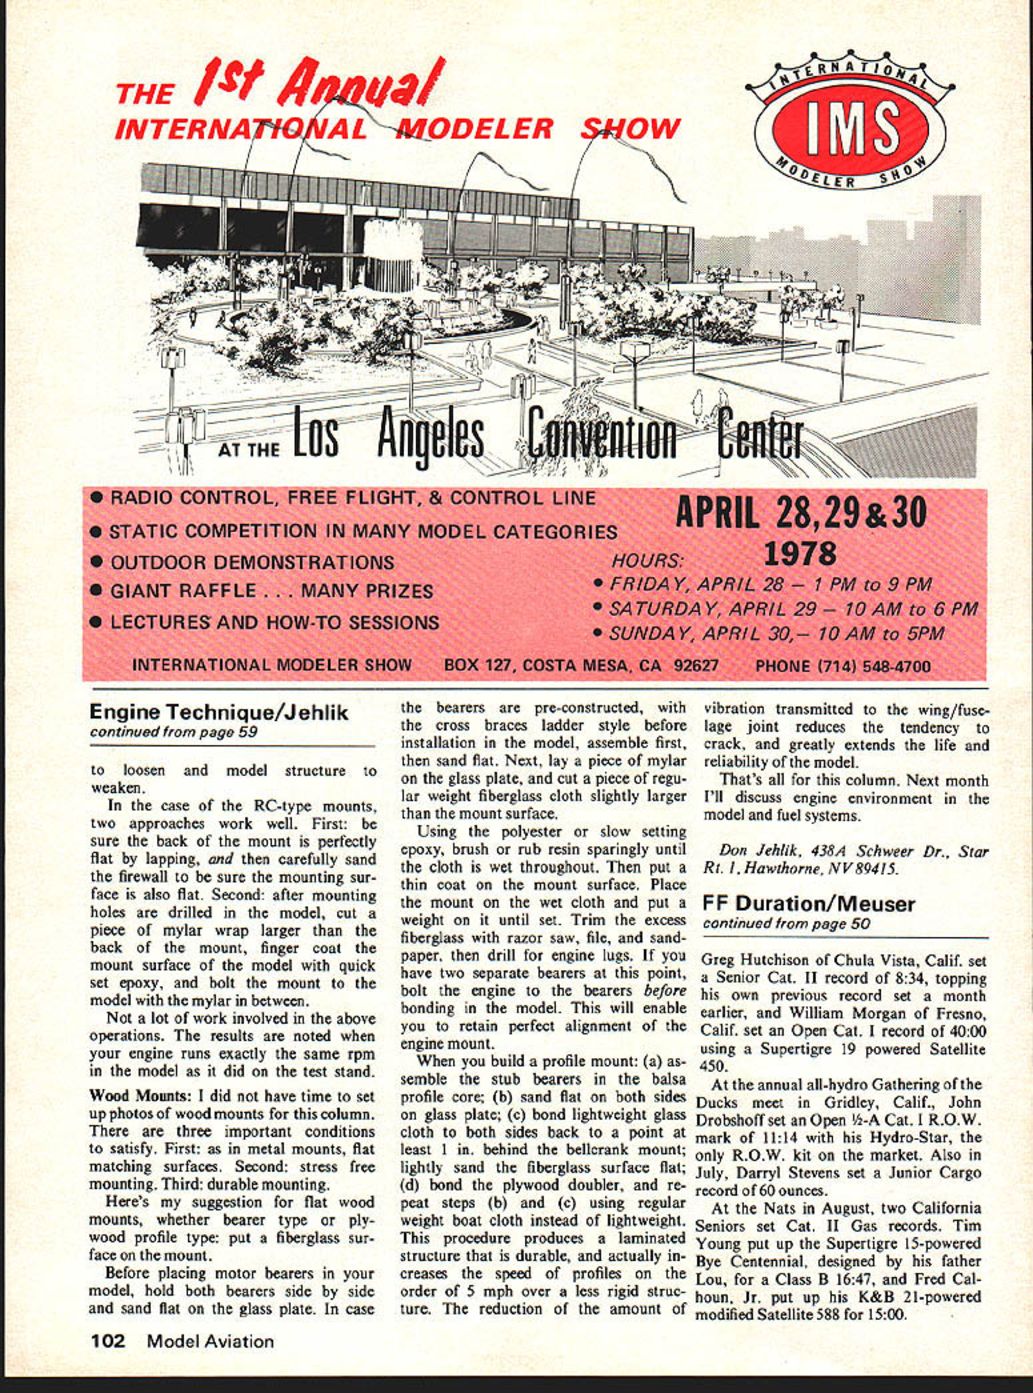 THE 1st Annual
INTERNATIONAL MODELER SHOW
INTERNATIONAL
IMS
MODELER SHOW
AT THE Los Angeles Convention Center
● RADIO CONTROL, FREE FLIGHT, & CONTROL LINE
● STATIC COMPETITION IN MANY MODEL CATEGORIES
● OUTDOOR DEMONSTRATIONS
● GIANT RAFFLE . . . MANY PRIZES
● LECTURES AND HOW-TO SESSIONS
APRIL 28,29 & 30
1978
HOURS:
● FRIDAY, APRIL 28 — 1 PM to 9 PM
● SATURDAY, APRIL 29 — 10 AM to 6 PM
● SUNDAY, APRIL 30,— 10 AM to 5PM
INTERNATIONAL MODELER SHOW BOX 127, COSTA MESA, CA 92627 PHONE (714) 548-4700
Engine Technique/Jehlik
continued from page 59
to loosen and model structure to
weaken.
In the case of the RC-type mounts,
two approaches work well. First: be
sure the back of the mount is perfectly
flat by lapping, and then carefully sand
the firewall to be sure the mounting sur-
face is also flat. Second: after mounting
holes are drilled in the model, cut a
piece of mylar wrap larger than the
back of the mount, finger coat the
mount surface of the model with quick
set epoxy, and bolt the mount to the
model with the mylar in between.
Not a lot of work involved in the above
operations. The results are noted when
your engine runs exactly the same rpm
in the model as it did on the test stand.
Wood Mounts: I did not have time to set
up photos of wood mounts for this column.
There are three important conditions
to satisfy. First: as in metal mounts, flat
matching surfaces. Second: stress free
mounting. Third: durable mounting.
Here's my suggestion for flat wood
mounts, whether bearer type or ply-
wood profile type: put a fiberglass sur-
face on the mount.
Before placing motor bearers in your
model, hold both bearers side by side
and sand flat on the glass plate. In case
the bearers are pre-constructed, with
the cross braces ladder style before
installation in the model, assemble first,
then sand flat. Next, lay a piece of mylar
on the glass plate, and cut a piece of regu-
lar weight fiberglass cloth slightly larger
than the mount surface.
Using the polyester or slow setting
epoxy, brush or rub resin sparingly until
the cloth is wet throughout. Then put a
thin coat on the mount surface. Place
the mount on the wet cloth and put a
weight on it until set. Trim the excess
fiberglass with razor saw, file, and sand-
paper, then drill for engine lugs. If you
have two separate bearers at this point,
bolt the engine to the bearers before
bonding in the model. This will enable
you to retain perfect alignment of the
engine mount.
When you build a profile mount: (a) as-
semble the stub bearers in the balsa
profile core; (b) sand flat on both sides
on glass plate; (c) bond lightweight glass
cloth to both sides back to a point at
least 1 in. behind the bellcrank mount;
lightly sand the fiberglass surface flat;
(d) bond the plywood doubler, and re-
peat steps (b) and (c) using regular
weight boat cloth instead of lightweight.
This procedure produces a laminated
structure that is durable, and actually in-
creases the speed of profiles on the
order of 5 mph over a less rigid struc-
ture. The reduction of the amount of
vibration transmitted to the wing/fuse-
lage joint reduces the tendency to
crack, and greatly extends the life and
reliability of the model.
That's all for this column. Next month
I'll discuss engine environment in the
model and fuel systems.
Don Jehlik, 438A Schweer Dr., Star
Rt. 1, Hawthorne, NV 89415.
FF Duration/Meuser
continued from page 50
Greg Hutchison of Chula Vista, Calif. set
a Senior Cat. II record of 8:34, topping
his own previous record set a month
earlier, and William Morgan of Fresno,
Calif. set an Open Cat. I record of 40:00
using a Supertigre 19 powered Satellite
450.
At the annual all-hydro Gathering of the
Ducks meet in Gridley, Calif., John
Drobshoff set an Open ½-A Cat. I R.O.W.
mark of 11:14 with his Hydro-Star, the
only R.O.W. kit on the market. Also in
July, Darryl Stevens set a Junior Cargo
record of 60 ounces.
At the Nats in August, two California
Seniors set Cat. II Gas records. Tim
Young put up the Supertigre 15-powered
Bye Centennial, designed by his father
Lou, for a Class B 16:47, and Fred Cal-
houn, Jr. put up his K&B 21-powered
modified Satellite 588 for 15:00.
102 Model Aviation